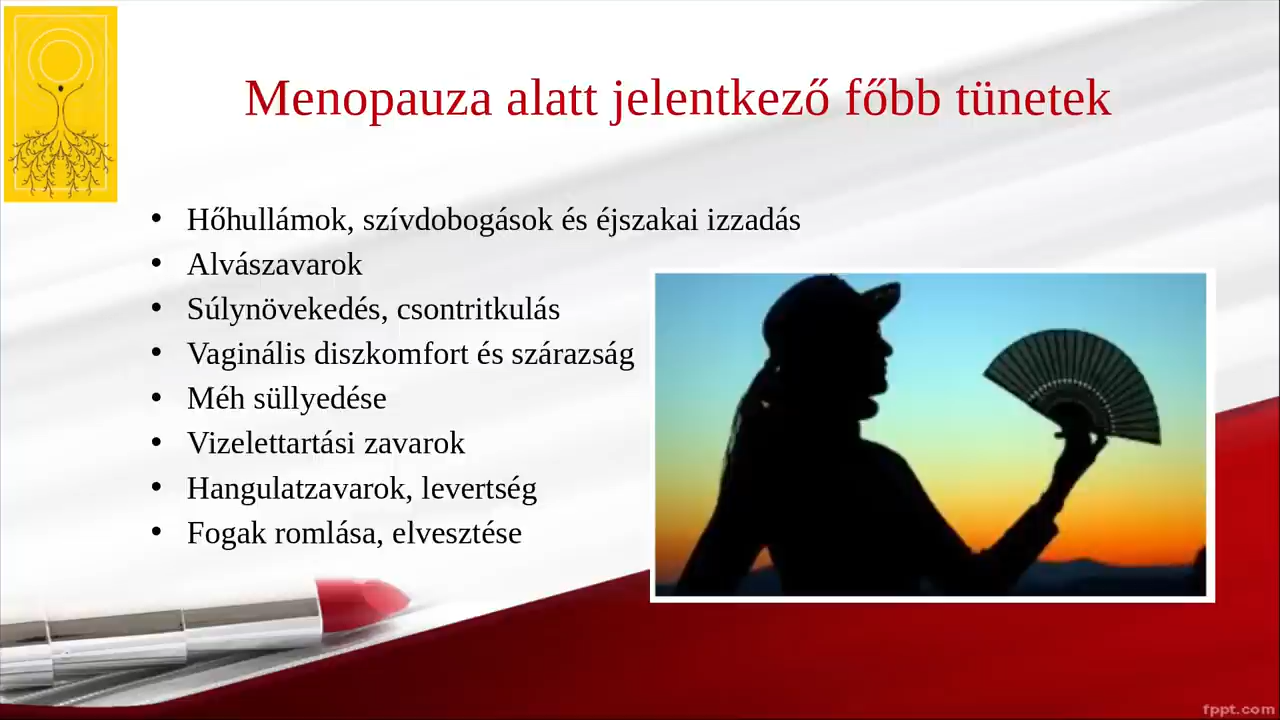 Menopauza alatt jelentkező főbb tünetek
• Hőhullámok, szívdobogások és éjszakai izzadás
• Alvászavarok
• Súlynövekedés, csontritkulás
• Vaginális diszkomfort és szárazság
• Méh süllyedése
• Vizelettartási zavarok
• Hangulatzavarok, levertség
• Fogak romlása, elvesztése
fppt.com